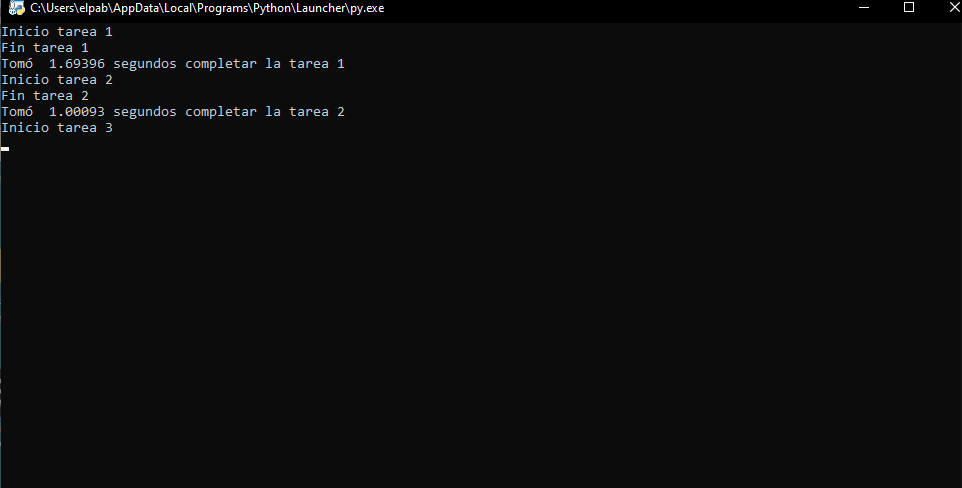 C:\Users\elpab\AppData\Local\Programs\Python\Launcher\py.exe
Inicio tarea 1
Fin tarea 1
Tomó  1.69396 segundos completar la tarea 1
Inicio tarea 2
Fin tarea 2
Tomó  1.00093 segundos completar la tarea 2
Inicio tarea 3